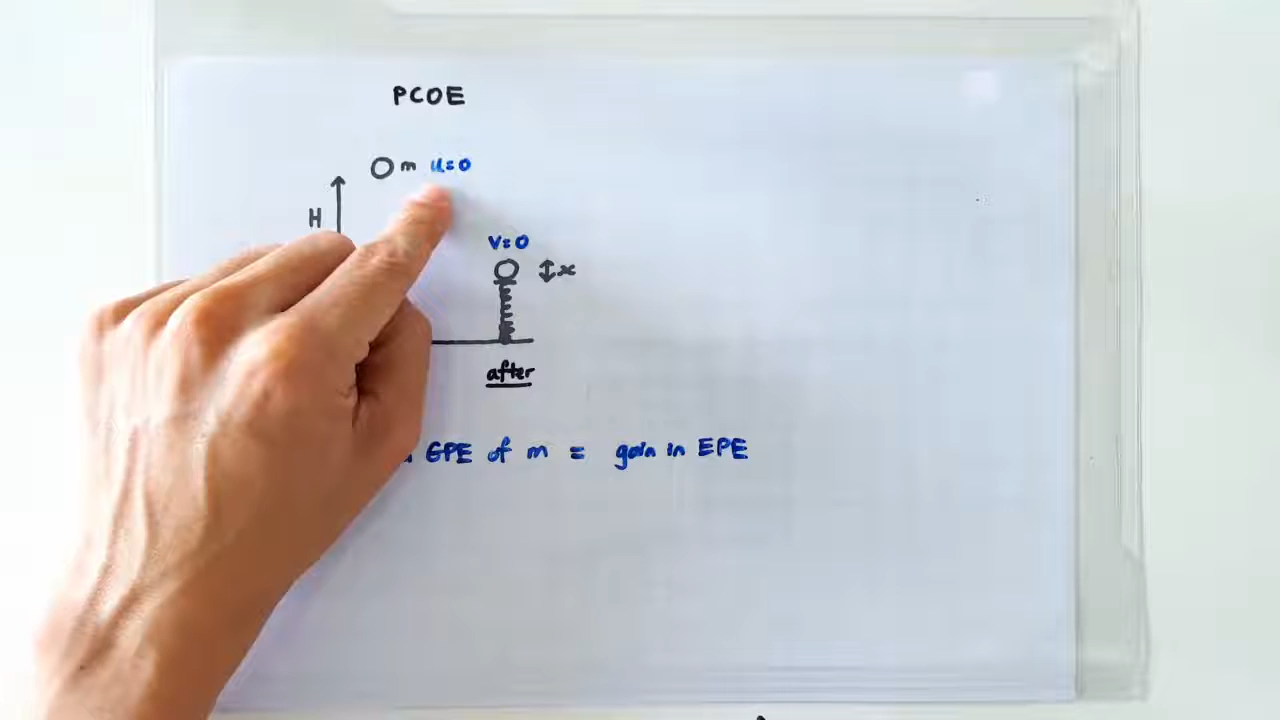 PCOE
m u=0
H
v=0
x
after
GPE of m = gain in EPE